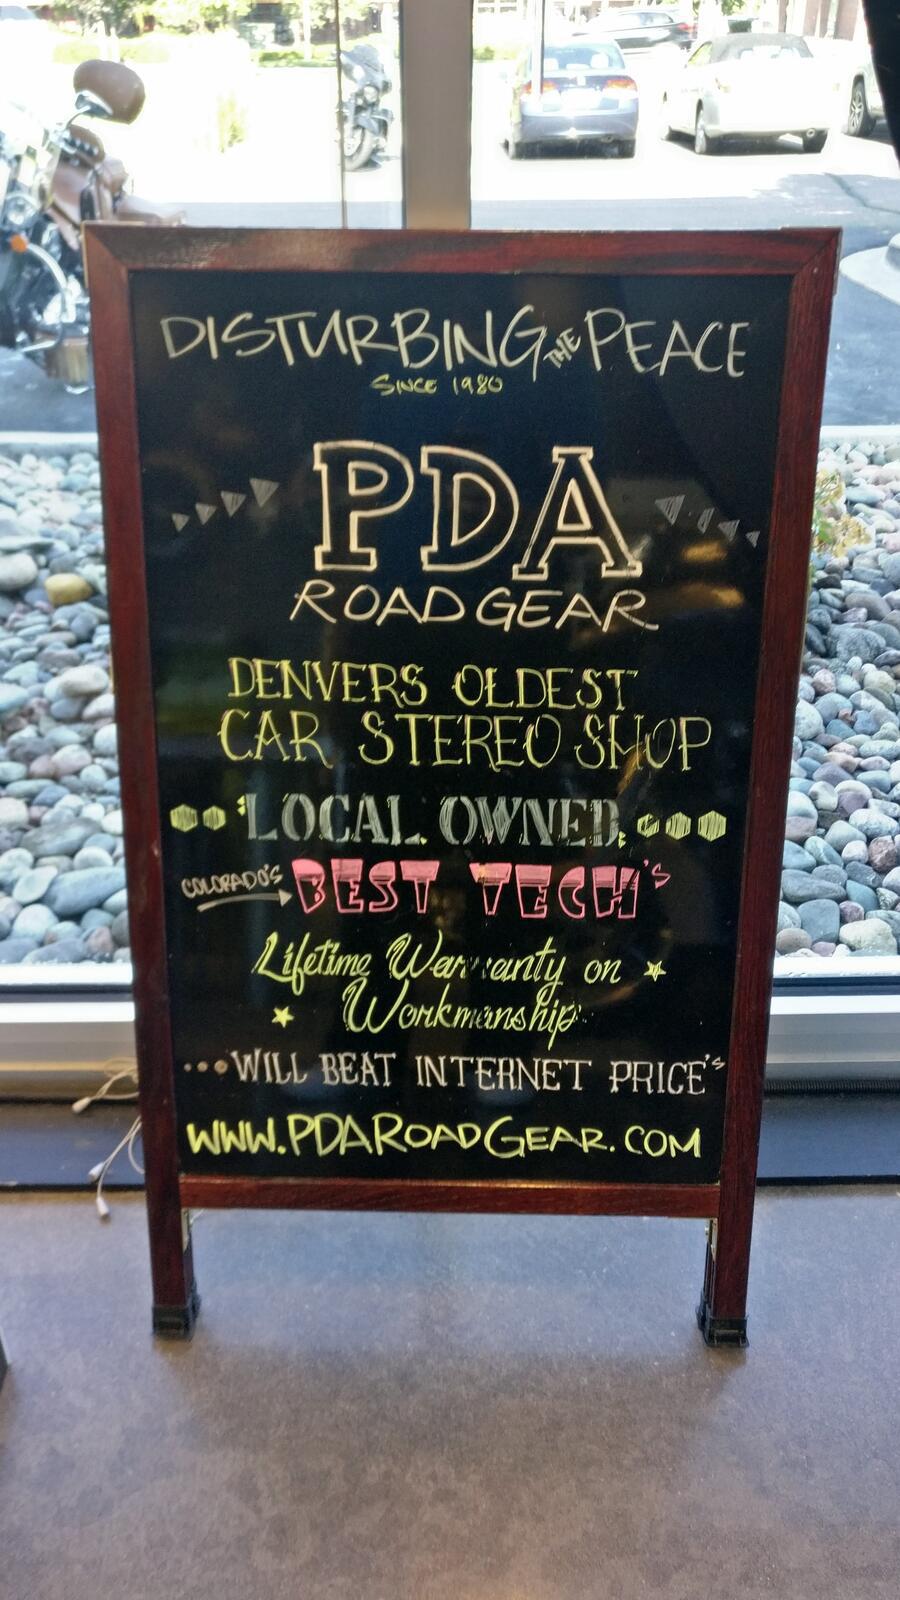 DISTURBING THE PEACE
SINCE 1980
PDA
ROAD GEAR
DENVERS OLDEST
CAR STEREO SHOP
LOCAL OWNED
COLORADO'S BEST TECH'S
Lifetime Warranty on
Workmanship
...WILL BEAT INTERNET PRICE'S
WWW.PDAROADGEAR.COM